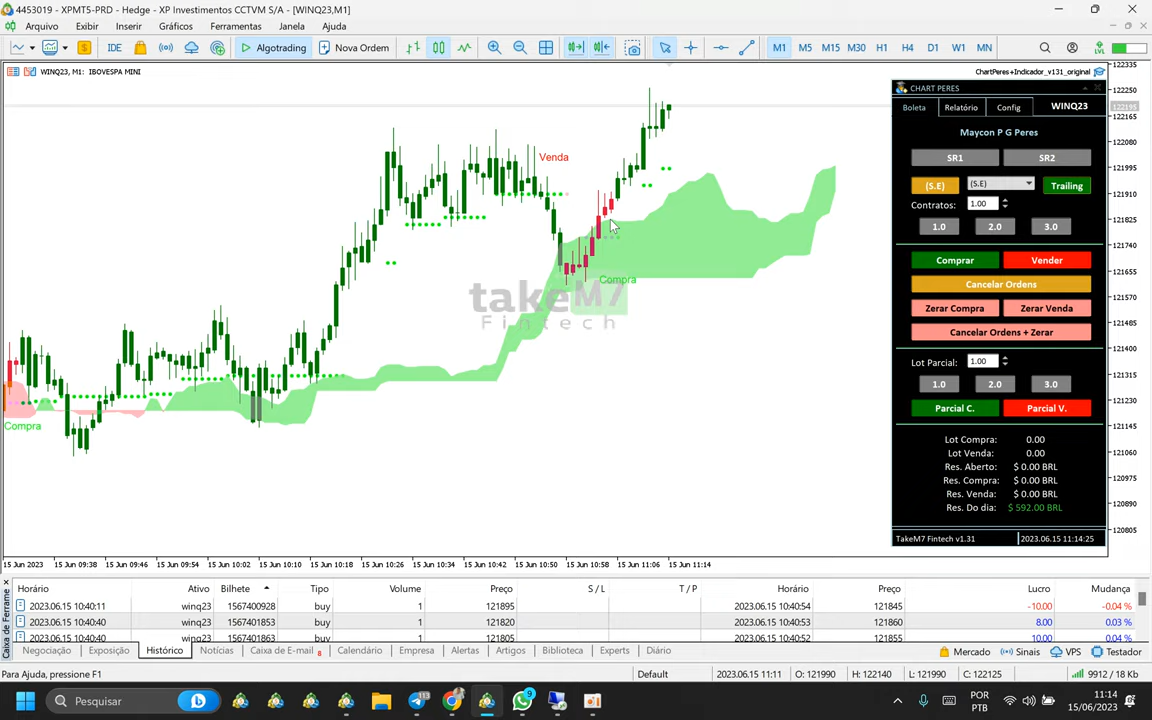 4453019 - XPMT5-PRD - Hedge - XP Investimentos CCTVM S/A - [WINQ23,M1]
Arquivo Exibir Inserir Gráficos Ferramentas Janela Ajuda
IDE Algotrading Nova Ordem M1 M5 M15 M30 H1 H4 D1 W1 MN LVL
WINQ23, M1: IBOVESPA MINI
ChartPeres+Indicador_v131_original
122335
122250
122195
122165
122080
121995
121910
121825
121740
121655
121570
121485
121400
121315
121230
121145
121060
120975
120890
120805
Venda
Compra
Compra
takeM7
Fintech
CHART PERES
Boleta Relatório Config WINQ23
Maycon P G Peres
SR1 SR2
(S.E) (S.E) Trailing
Contratos: 1.00
1.0 2.0 3.0
Comprar Vender
Cancelar Ordens
Zerar Compra Zerar Venda
Cancelar Ordens + Zerar
Lot Parcial: 1.00
1.0 2.0 3.0
Parcial C. Parcial V.
Lot Compra: 0.00
Lot Venda: 0.00
Res. Aberto: $ 0.00 BRL
Res. Compra: $ 0.00 BRL
Res. Venda: $ 0.00 BRL
Res. Do dia: $ 592.00 BRL
TakeM7 Fintech v1.31 2023.06.15 11:14:25
15 Jun 2023 15 Jun 09:38 15 Jun 09:46 15 Jun 09:54 15 Jun 10:02 15 Jun 10:10 15 Jun 10:18 15 Jun 10:26 15 Jun 10:34 15 Jun 10:42 15 Jun 10:50 15 Jun 10:58 15 Jun 11:06 15 Jun 11:14
Horário Ativo Bilhete Tipo Volume Preço S / L T / P Horário Preço Lucro Mudança
2023.06.15 10:40:11 winq23 1567400928 buy 1 121895 2023.06.15 10:40:54 121845 -10.00 -0.04 %
2023.06.15 10:40:40 winq23 1567401853 buy 1 121820 2023.06.15 10:40:53 121860 8.00 0.03 %
2023.06.15 10:40:40 winq23 1567401863 buy 1 121805 2023.06.15 10:40:52 121855 10.00 0.04 %
Caixa de Ferrame
Negociação Exposição Histórico Notícias Caixa de E-mail 8 Calendário Empresa Alertas Artigos Biblioteca Experts Diário Mercado Sinais VPS Testador
Para Ajuda, pressione F1 Default 2023.06.15 11:11 O: 121990 H: 122140 L: 121990 C: 122125 9912 / 18 Kb
Pesquisar 9 POR 11:14
PTB 15/06/2023